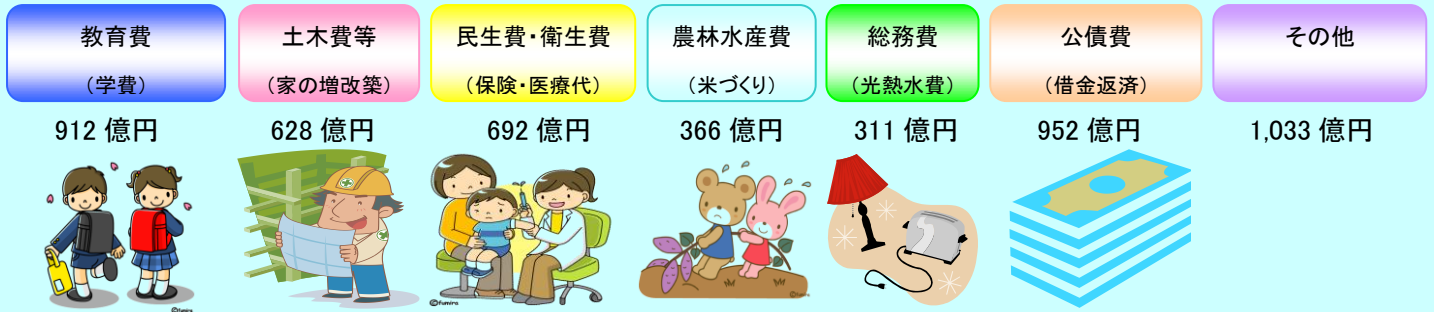 教育費
(学費)
土木費等
(家の増改築)
民生費・衛生費
(保険・医療代)
農林水産費
(米づくり)
総務費
(光熱水費)
公債費
(借金返済)
その他
912 億円
628 億円
692 億円
366 億円
311 億円
952 億円
1,033 億円
©fumira
©fumira